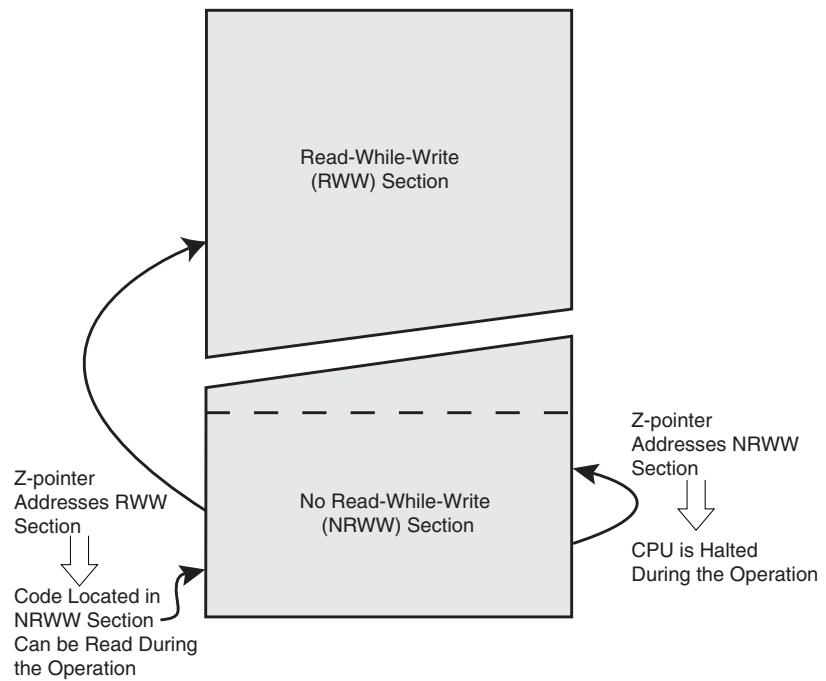 Read-While-Write
(RWW) Section
Z-pointer
Addresses NRWW
Section
Z-pointer
Addresses RWW
Section
No Read-While-Write
(NRWW) Section
CPU is Halted
During the Operation
Code Located in
NRWW Section
Can be Read During
the Operation